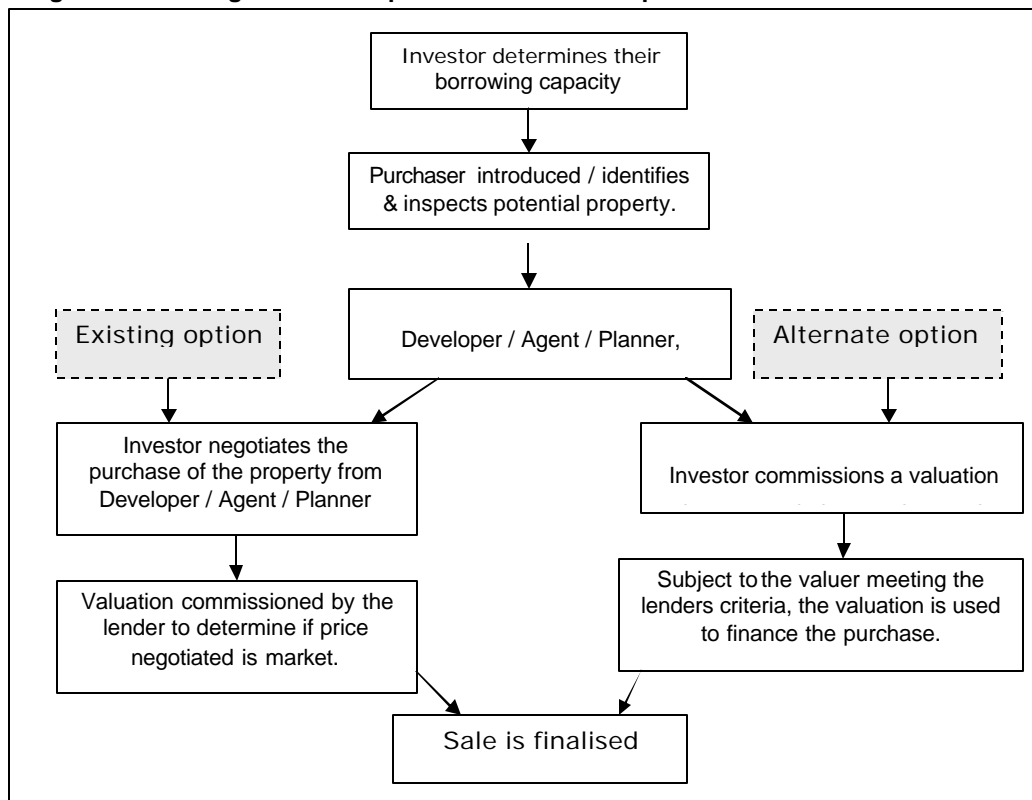 Investor determines their
borrowing capacity
Purchaser introduced / identifies
& inspects potential property.
Existing option
Developer / Agent / Planner,
Alternate option
Investor negotiates the
purchase of the property from
Developer / Agent / Planner
Investor commissions a valuation
Valuation commissioned by the
lender to determine if price
negotiated is market.
Subject to the valuer meeting the
lenders criteria, the valuation is used
to finance the purchase.
Sale is finalised